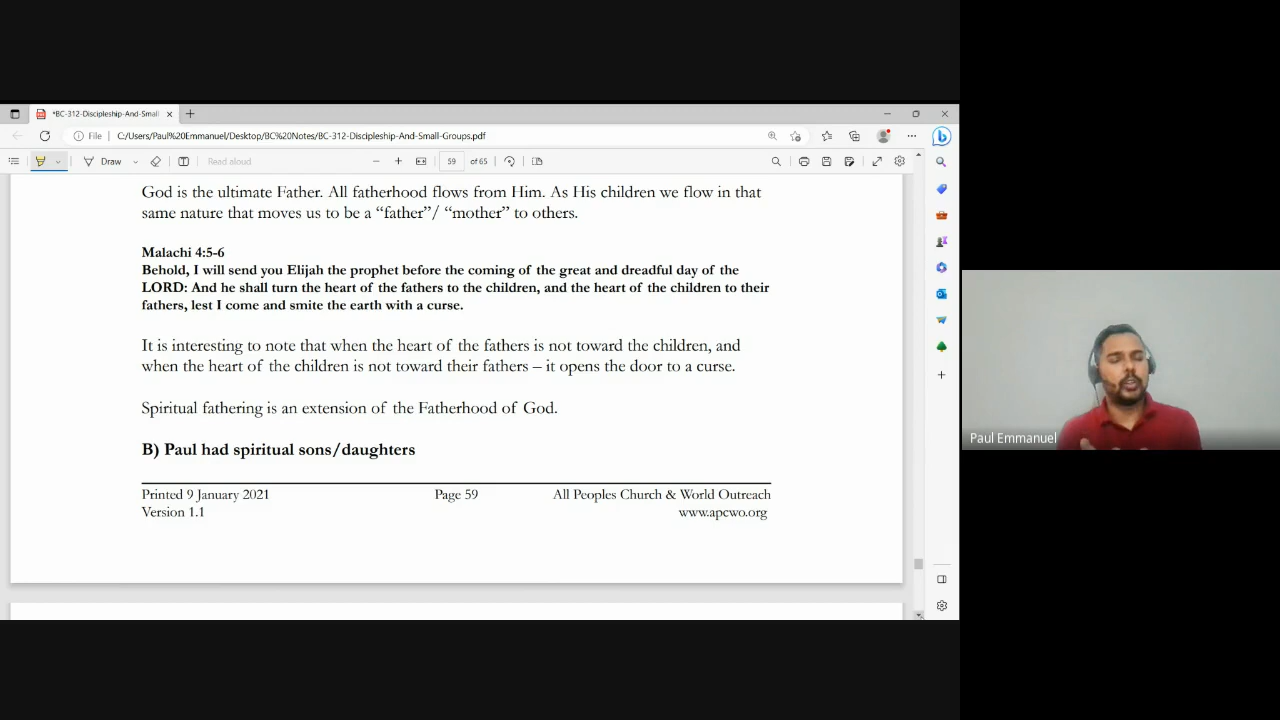 *BC-312-Discipleship-And-Small
File
C:/Users/Paul%20Emmanuel/Desktop/BC%20Notes/BC-312-Discipleship-And-Small-Groups.pdf
Draw
Read aloud
59 of 65
God is the ultimate Father. All fatherhood flows from Him. As His children we flow in that
same nature that moves us to be a “father”/ “mother” to others.
Malachi 4:5-6
Behold, I will send you Elijah the prophet before the coming of the great and dreadful day of the
LORD: And he shall turn the heart of the fathers to the children, and the heart of the children to their
fathers, lest I come and smite the earth with a curse.
It is interesting to note that when the heart of the fathers is not toward the children, and
when the heart of the children is not toward their fathers – it opens the door to a curse.
Spiritual fathering is an extension of the Fatherhood of God.
B) Paul had spiritual sons/daughters
Printed 9 January 2021 Page 59 All Peoples Church & World Outreach
Version 1.1 www.apcwo.org
Paul Emmanuel